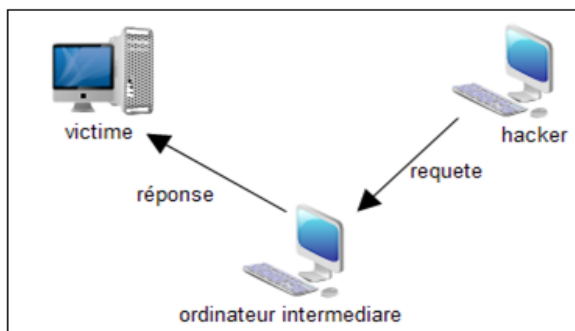 victime
hacker
requete
réponse
ordinateur intermediare